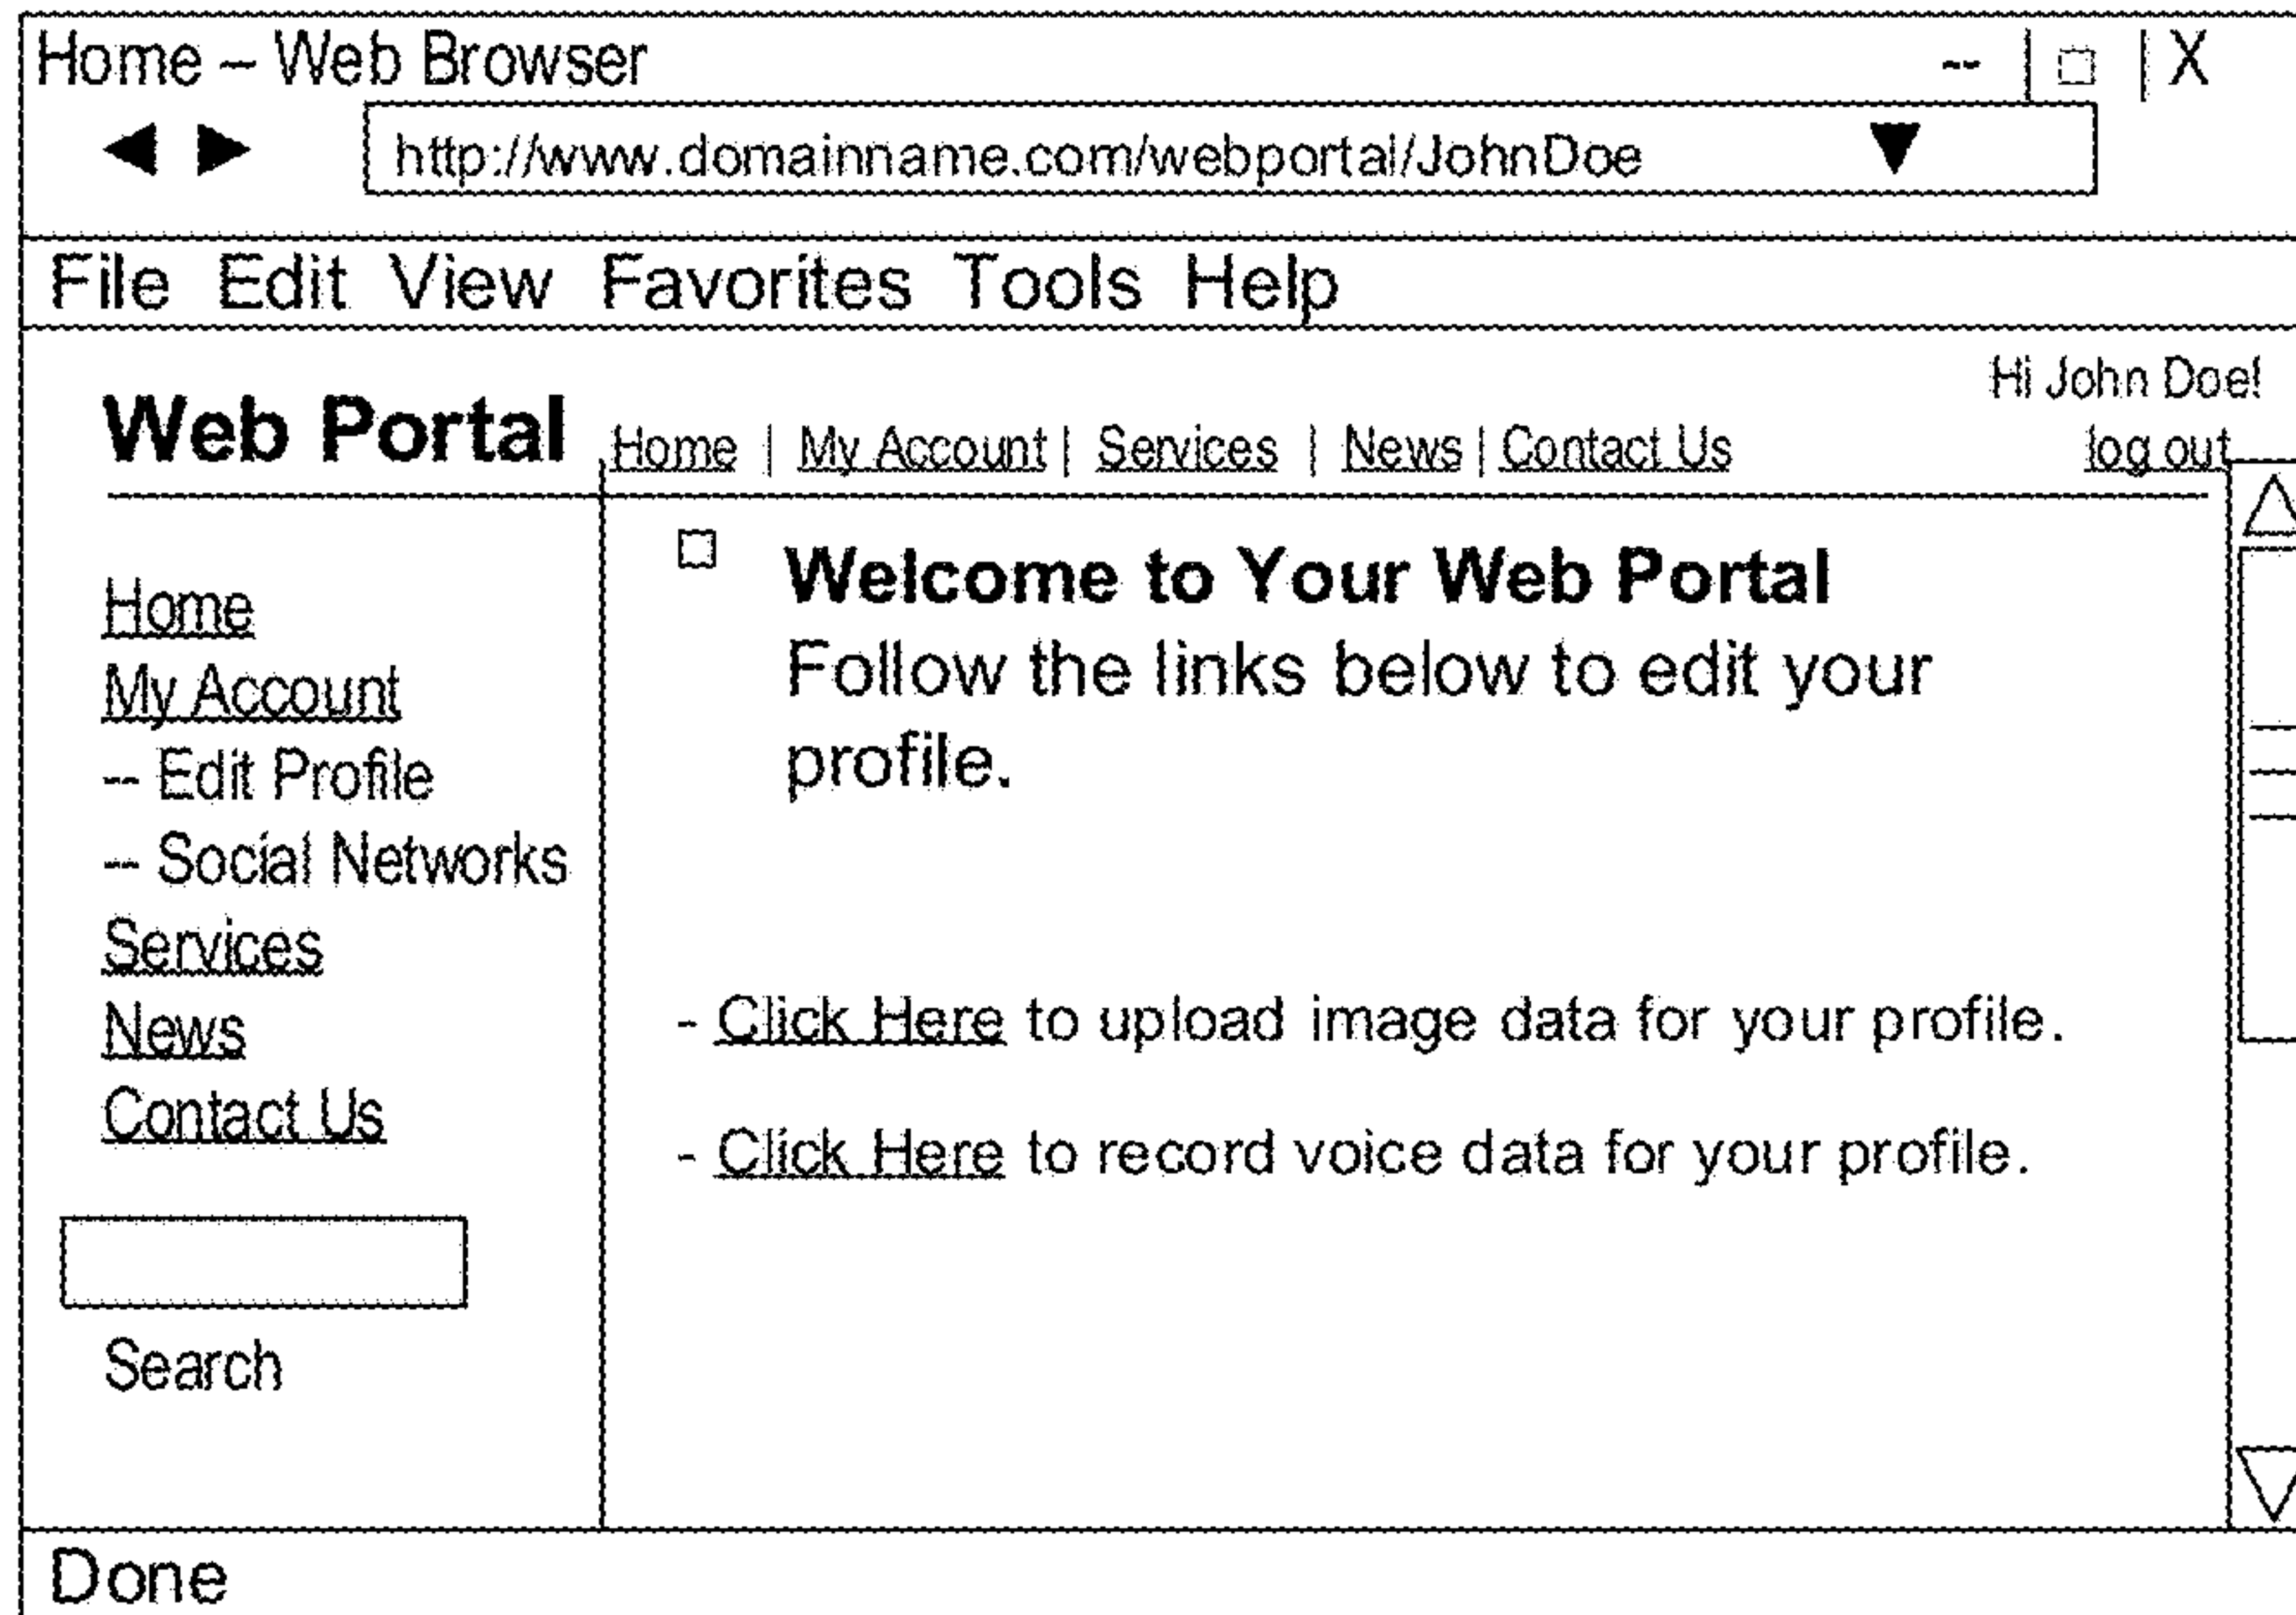 Home – Web Browser -- | □ | X
http://www.domainname.com/webportal/JohnDoe
File Edit View Favorites Tools Help
Hi John Doe!
Web Portal Home | My Account | Services | News | Contact Us log out
Home
My Account
-- Edit Profile
-- Social Networks
Services
News
Contact Us
Search
Welcome to Your Web Portal
Follow the links below to edit your
profile.
- Click Here to upload image data for your profile.
- Click Here to record voice data for your profile.
Done